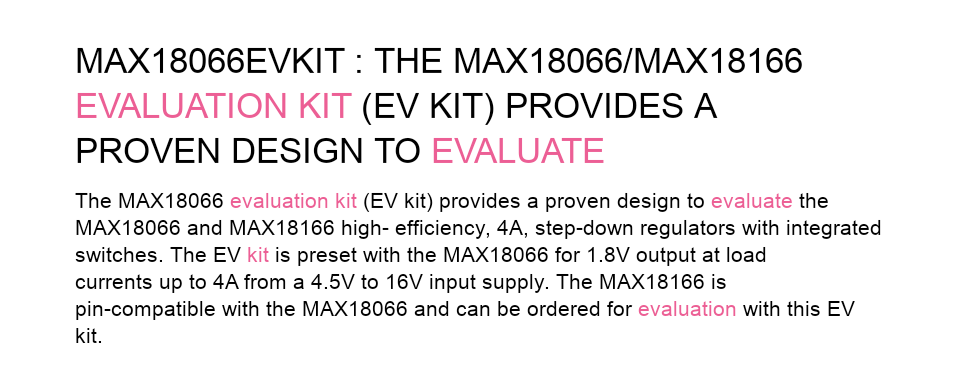 MAX18066EVKIT : THE MAX18066/MAX18166
EVALUATION KIT (EV KIT) PROVIDES A
PROVEN DESIGN TO EVALUATE
The MAX18066 evaluation kit (EV kit) provides a proven design to evaluate the
MAX18066 and MAX18166 high- efficiency, 4A, step-down regulators with integrated
switches. The EV kit is preset with the MAX18066 for 1.8V output at load
currents up to 4A from a 4.5V to 16V input supply. The MAX18166 is
pin-compatible with the MAX18066 and can be ordered for evaluation with this EV
kit.